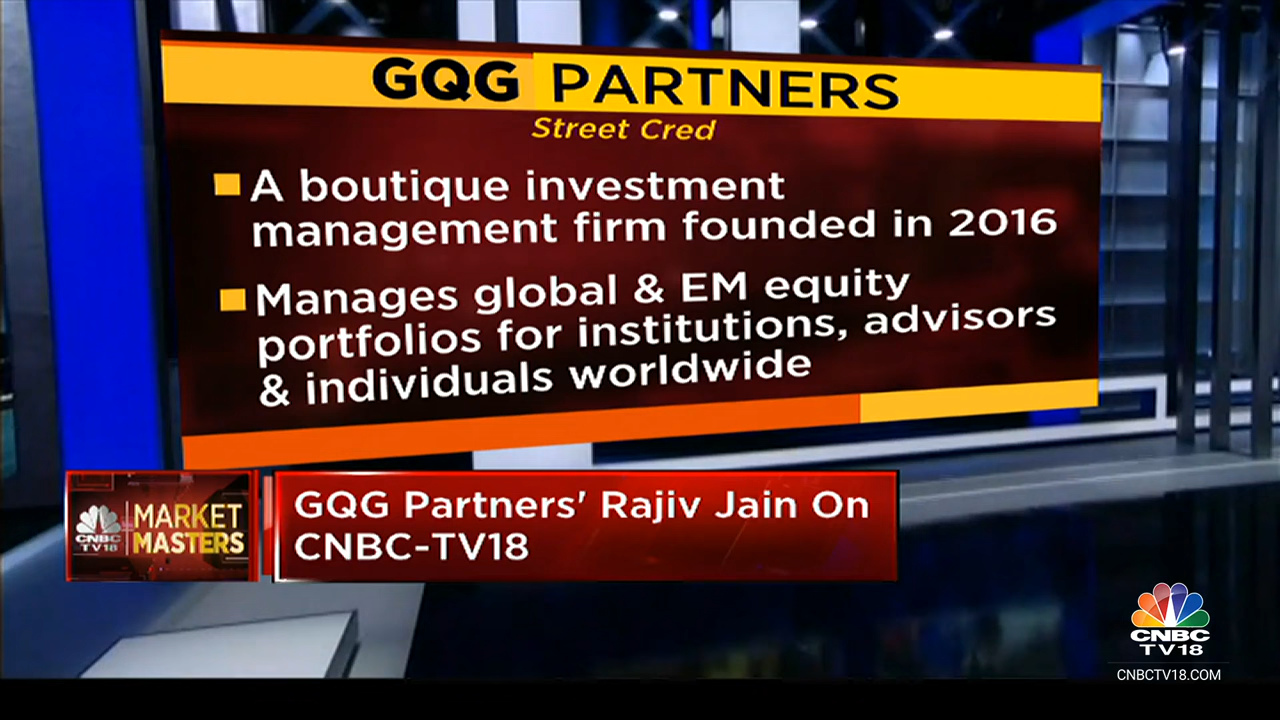 GQG PARTNERS
Street Cred
A boutique investment
management firm founded in 2016
Manages global & EM equity
portfolios for institutions, advisors
& individuals worldwide
CNBC
TV18
MARKET
MASTERS
GQG Partners' Rajiv Jain On
CNBC-TV18
CNBC
TV18
CNBCTV18.COM